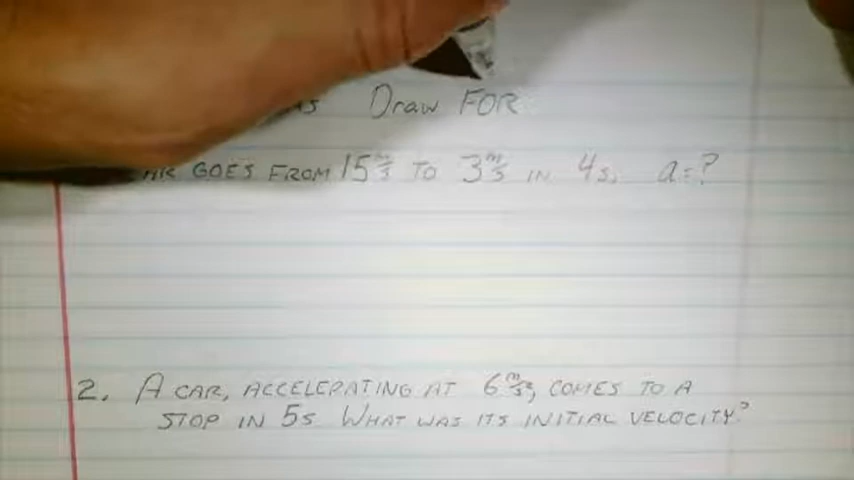 Draw FOR
GOES FROM 15 m/s TO 3 m/s IN 4s. a=?
2. A CAR, ACCELERATING AT 6 m/s², COMES TO A
STOP IN 5s. WHAT WAS ITS INITIAL VELOCITY?